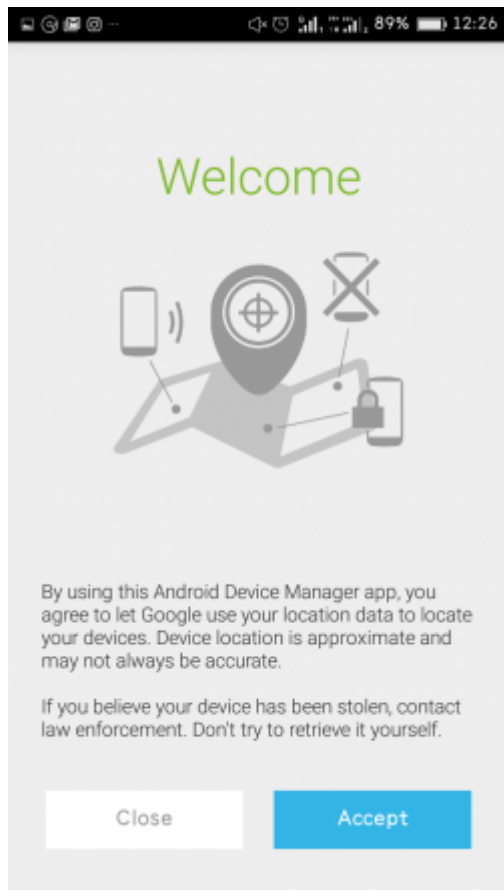 89% 12:26
Welcome
By using this Android Device Manager app, you
agree to let Google use your location data to locate
your devices. Device location is approximate and
may not always be accurate.
If you believe your device has been stolen, contact
law enforcement. Don't try to retrieve it yourself.
Close Accept